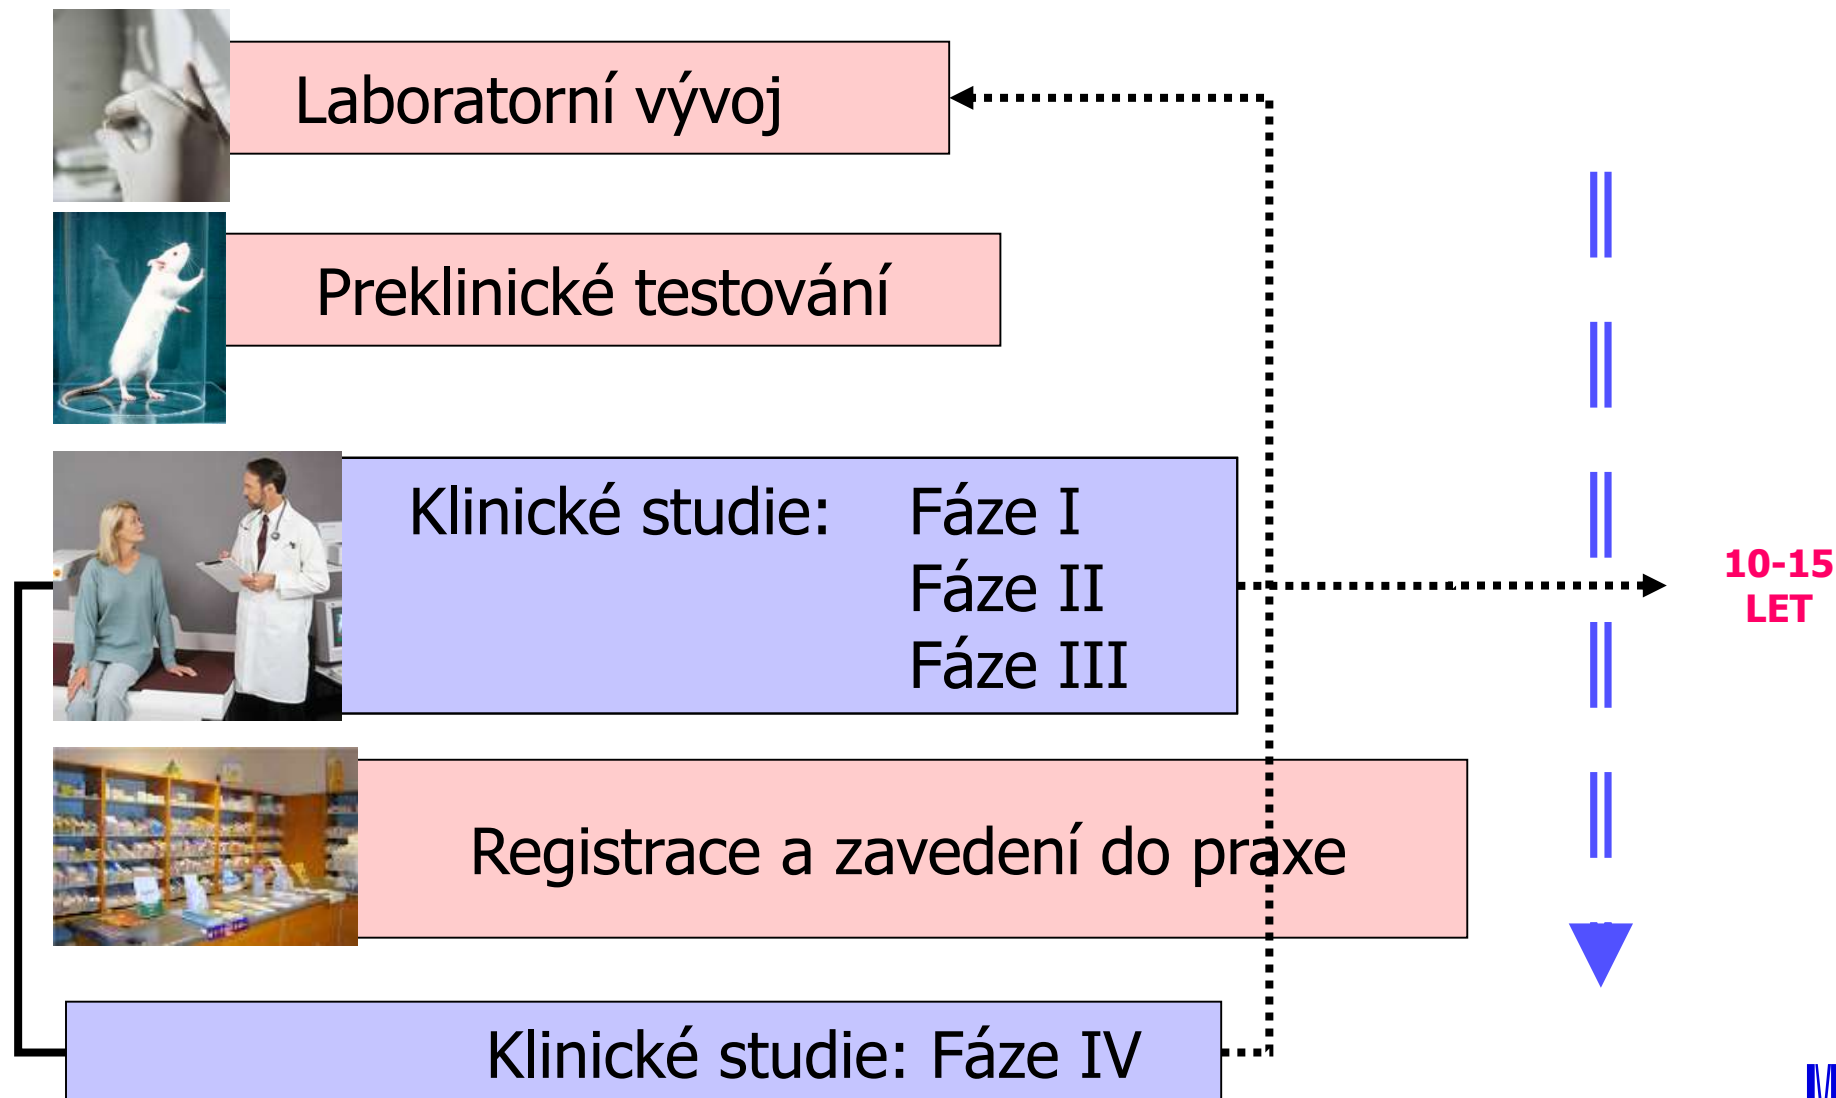 Laboratorní vývoj
Preklinické testování
Klinické studie: Fáze I
Fáze II
Fáze III
10-15
LET
Registrace a zavedení do praxe
Klinické studie: Fáze IV